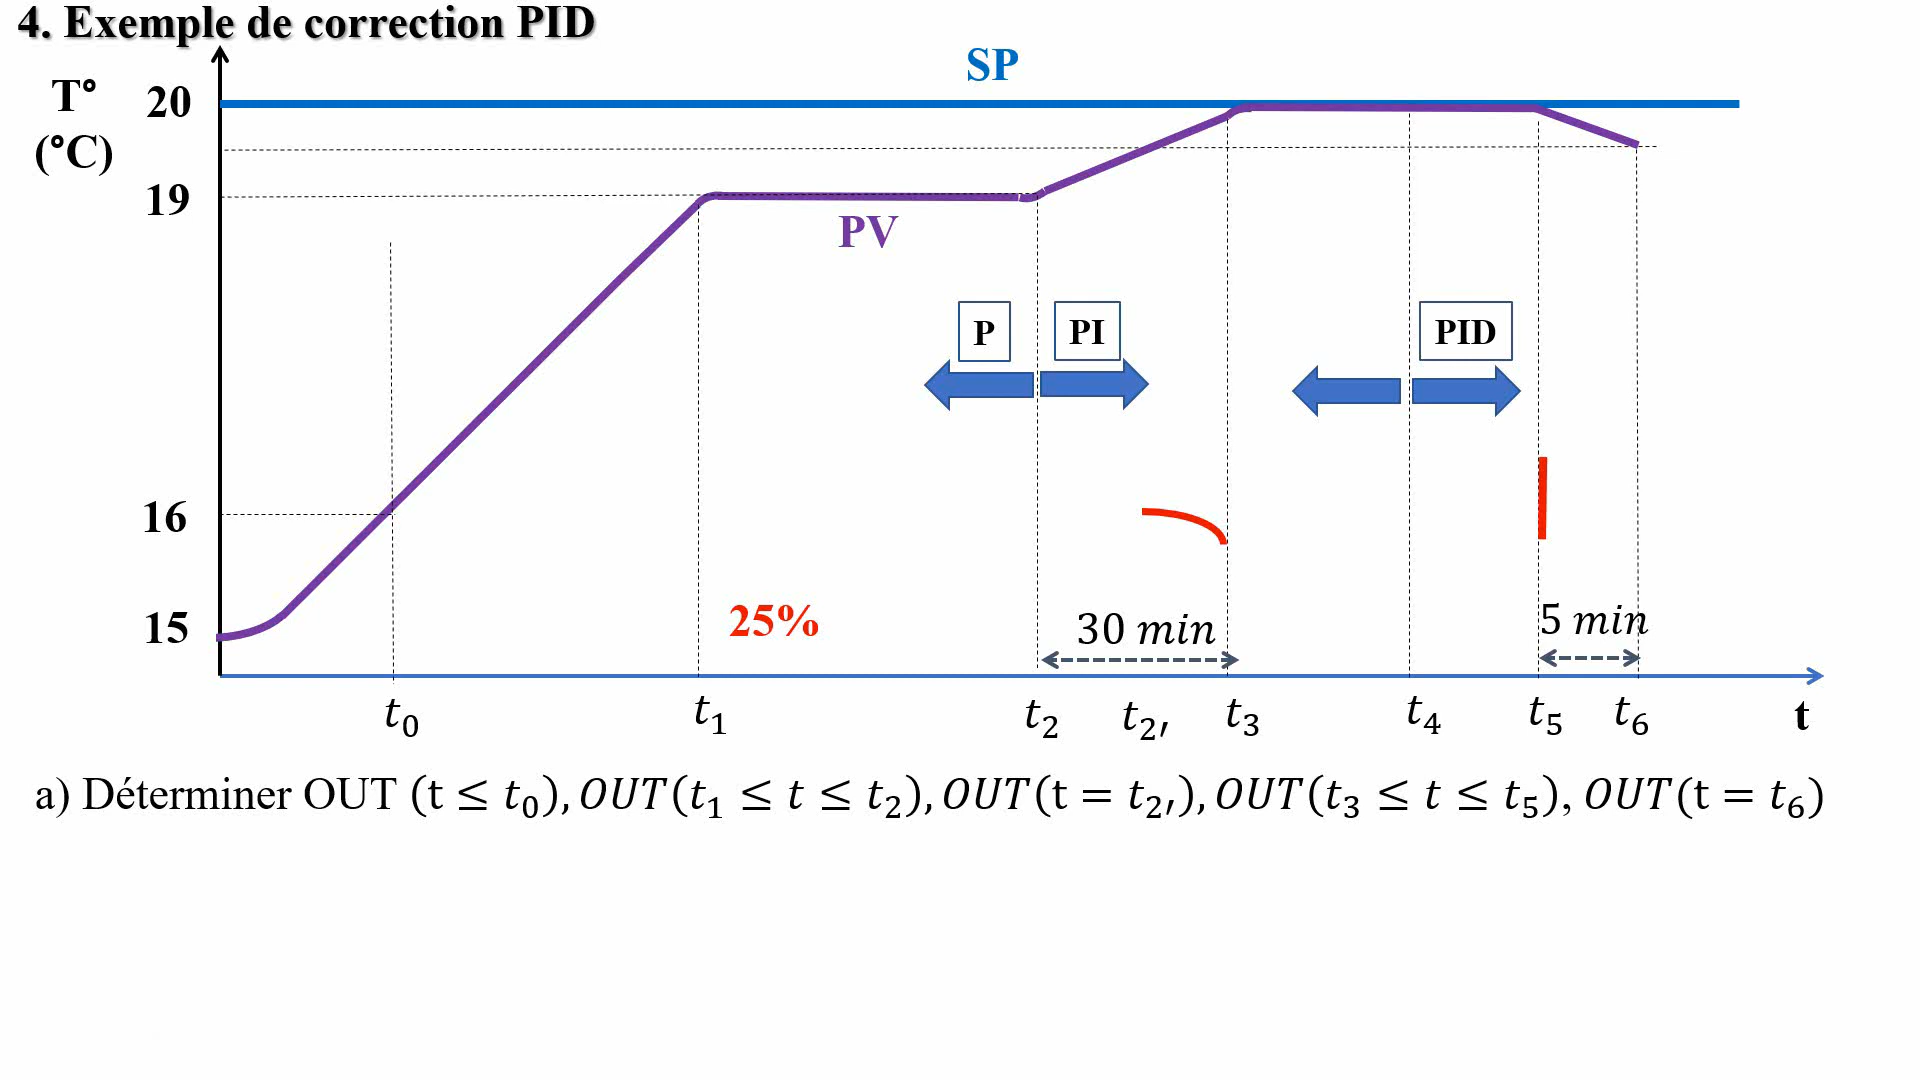 4. Exemple de correction PID
SP
T°
(°C)
20
19
PV
P
PI
PID
16
15
25%
30 min
5 min
t₀
t₁
t₂
t₂′
t₃
t₄
t₅
t₆
t
a) Déterminer OUT (t ≤ t₀), OUT(t₁ ≤ t ≤ t₂), OUT(t = t₂′), OUT(t₃ ≤ t ≤ t₅), OUT(t = t₆)